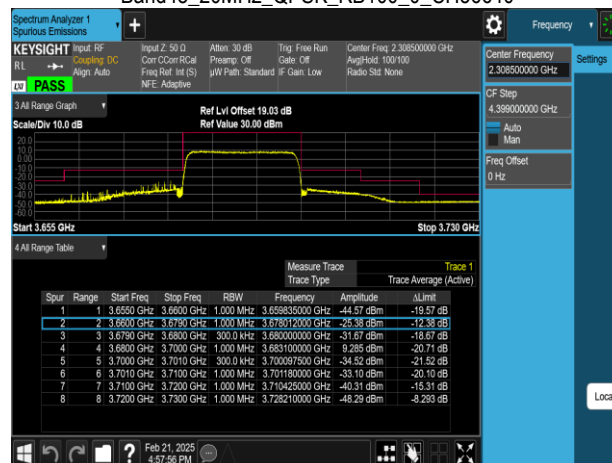 Spectrum Analyzer 1
Spurious Emissions
+
Frequency
KEYSIGHT
RL
LXI PASS
Input: RF
Coupling: DC
Align: Auto
Input Z: 50 Ω
Corr CCorr RCal
Freq Ref: Int (S)
NFE: Adaptive
Atten: 30 dB
Preamp: Off
µW Path: Standard
Trig: Free Run
Gate: Off
IF Gain: Low
Center Freq: 2.308500000 GHz
Avg|Hold: 100/100
Radio Std: None
Center Frequency
2.308500000 GHz
Settings
CF Step
4.399000000 GHz
Auto
Man
Freq Offset
0 Hz
3 All Range Graph
Scale/Div 10.0 dB
Ref Lvl Offset 19.03 dB
Ref Value 30.00 dBm
20.0
10.0
0.00
-10.0
-20.0
-30.0
-40.0
-50.0
-60.0
Start 3.655 GHz
Stop 3.730 GHz
4 All Range Table
Measure Trace Trace 1
Trace Type Trace Average (Active)
Spur Range Start Freq Stop Freq RBW Frequency Amplitude ΔLimit
1 1 3.6550 GHz 3.6600 GHz 1.000 MHz 3.659835000 GHz -44.57 dBm -19.57 dB
2 2 3.6600 GHz 3.6790 GHz 1.000 MHz 3.678012000 GHz -25.38 dBm -12.38 dB
3 3 3.6790 GHz 3.6800 GHz 300.0 kHz 3.680000000 GHz -31.67 dBm -18.67 dB
4 4 3.6800 GHz 3.7000 GHz 1.000 MHz 3.683100000 GHz 9.285 dBm -20.71 dB
5 5 3.7000 GHz 3.7010 GHz 300.0 kHz 3.700097500 GHz -34.52 dBm -21.52 dB
6 6 3.7010 GHz 3.7100 GHz 1.000 MHz 3.701180000 GHz -33.10 dBm -20.10 dB
7 7 3.7100 GHz 3.7200 GHz 1.000 MHz 3.710425000 GHz -40.31 dBm -15.31 dB
8 8 3.7200 GHz 3.7300 GHz 1.000 MHz 3.728210000 GHz -48.29 dBm -8.293 dB
Loca
?
Feb 21, 2025
4:57:56 PM